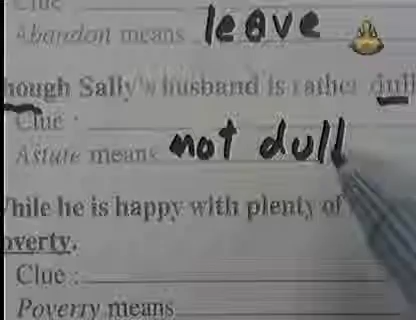 Clue
Abandon means leave
hough Sally's husband is rather dull
Clue :
Astute means not dull
While he is happy with plenty of
overty.
Clue :
Poverty means